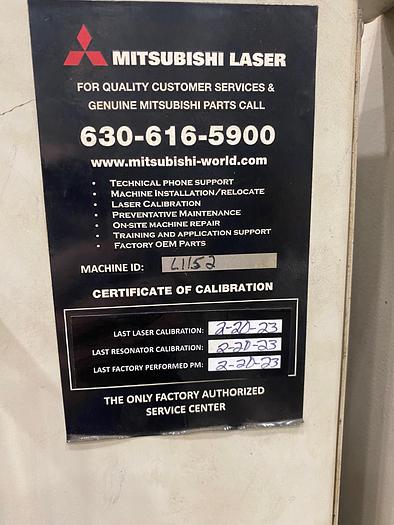 MITSUBISHI LASER
FOR QUALITY CUSTOMER SERVICES &
GENUINE MITSUBISHI PARTS CALL
630-616-5900
www.mitsubishi-world.com
• TECHNICAL PHONE SUPPORT
• MACHINE INSTALLATION/RELOCATE
• LASER CALIBRATION
• PREVENTATIVE MAINTENANCE
• ON-SITE MACHINE REPAIR
• TRAINING AND APPLICATION SUPPORT
• FACTORY OEM PARTS
MACHINE ID: L1152
CERTIFICATE OF CALIBRATION
LAST LASER CALIBRATION: 2-20-23
LAST RESONATOR CALIBRATION: 2-20-23
LAST FACTORY PERFORMED PM: 2-20-23
THE ONLY FACTORY AUTHORIZED
SERVICE CENTER